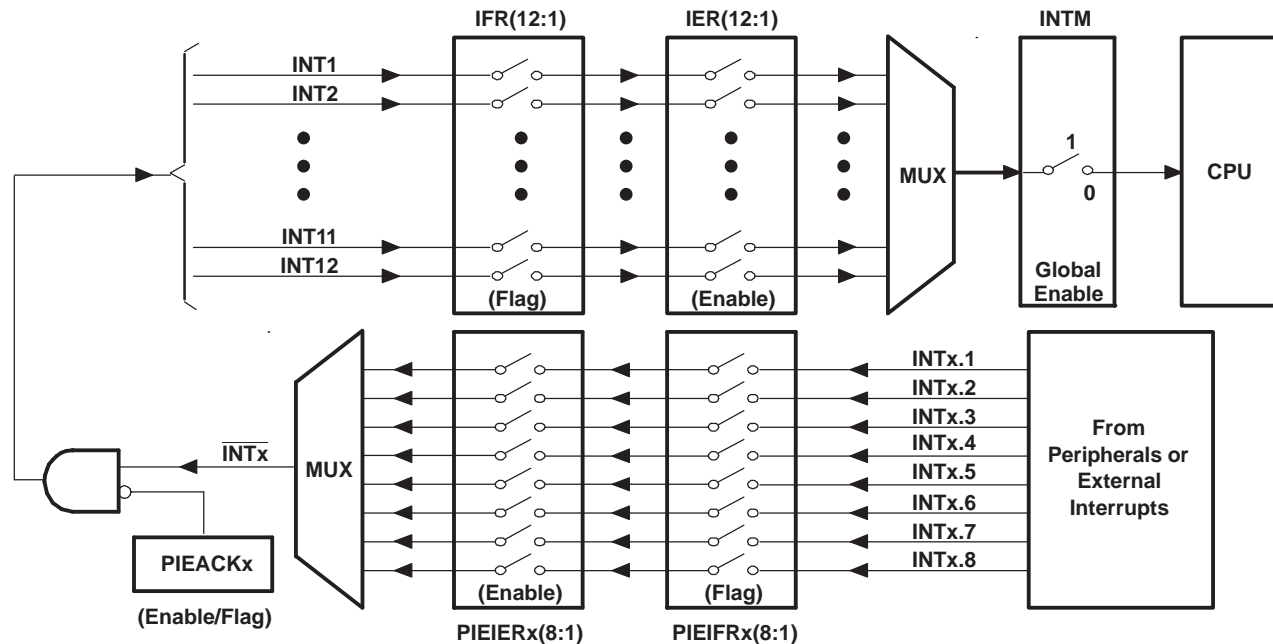 IFR(12:1)
IER(12:1)
INTM
INT1
INT2
INT11
INT12
(Flag)
(Enable)
MUX
1
0
Global
Enable
CPU
INTx
MUX
PIEACKx
(Enable/Flag)
(Enable)
PIEIERx(8:1)
(Flag)
PIEIFRx(8:1)
INTx.1
INTx.2
INTx.3
INTx.4
INTx.5
INTx.6
INTx.7
INTx.8
From
Peripherals or
External
Interrupts